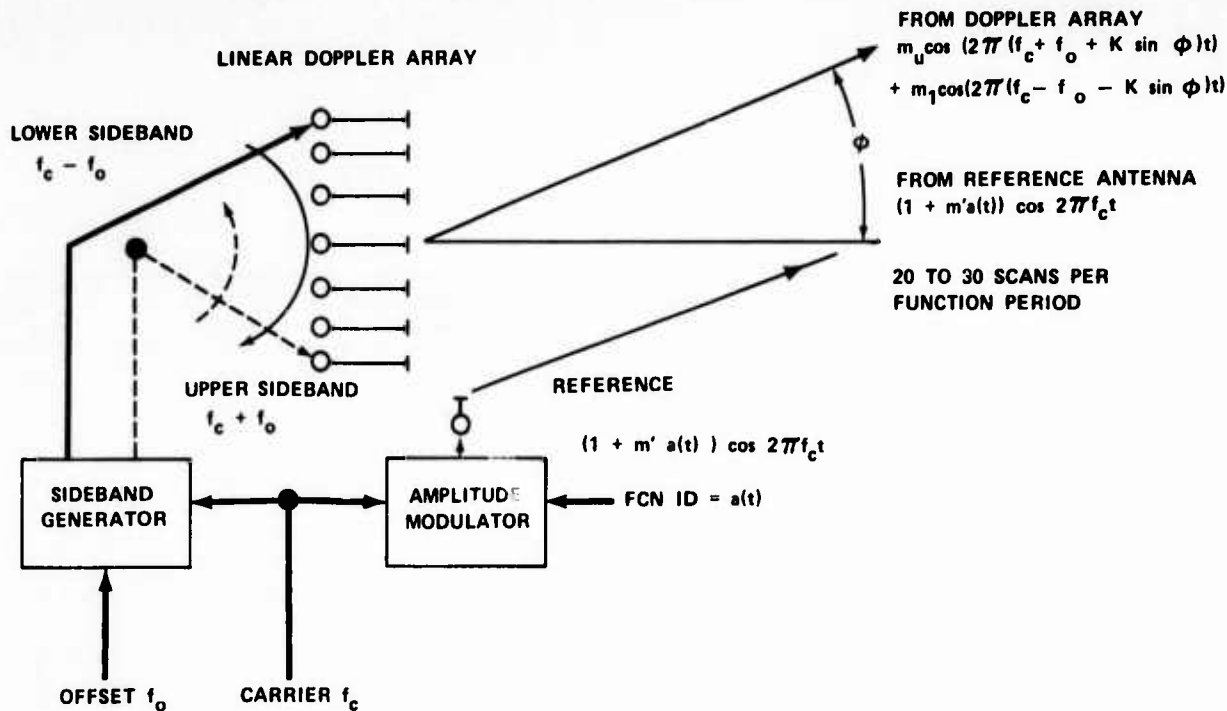 FROM DOPPLER ARRAY
m_u cos (2π(f_c + f_o + K sin φ)t)
+ m_1 cos(2π(f_c − f_o − K sin φ)t)
LINEAR DOPPLER ARRAY
LOWER SIDEBAND
f_c − f_o
φ
FROM REFERENCE ANTENNA
(1 + m'a(t)) cos 2πf_c t
20 TO 30 SCANS PER
FUNCTION PERIOD
UPPER SIDEBAND
f_c + f_o
REFERENCE
(1 + m' a(t) ) cos 2πf_c t
SIDEBAND
GENERATOR
AMPLITUDE
MODULATOR
FCN ID = a(t)
OFFSET f_o
CARRIER f_c